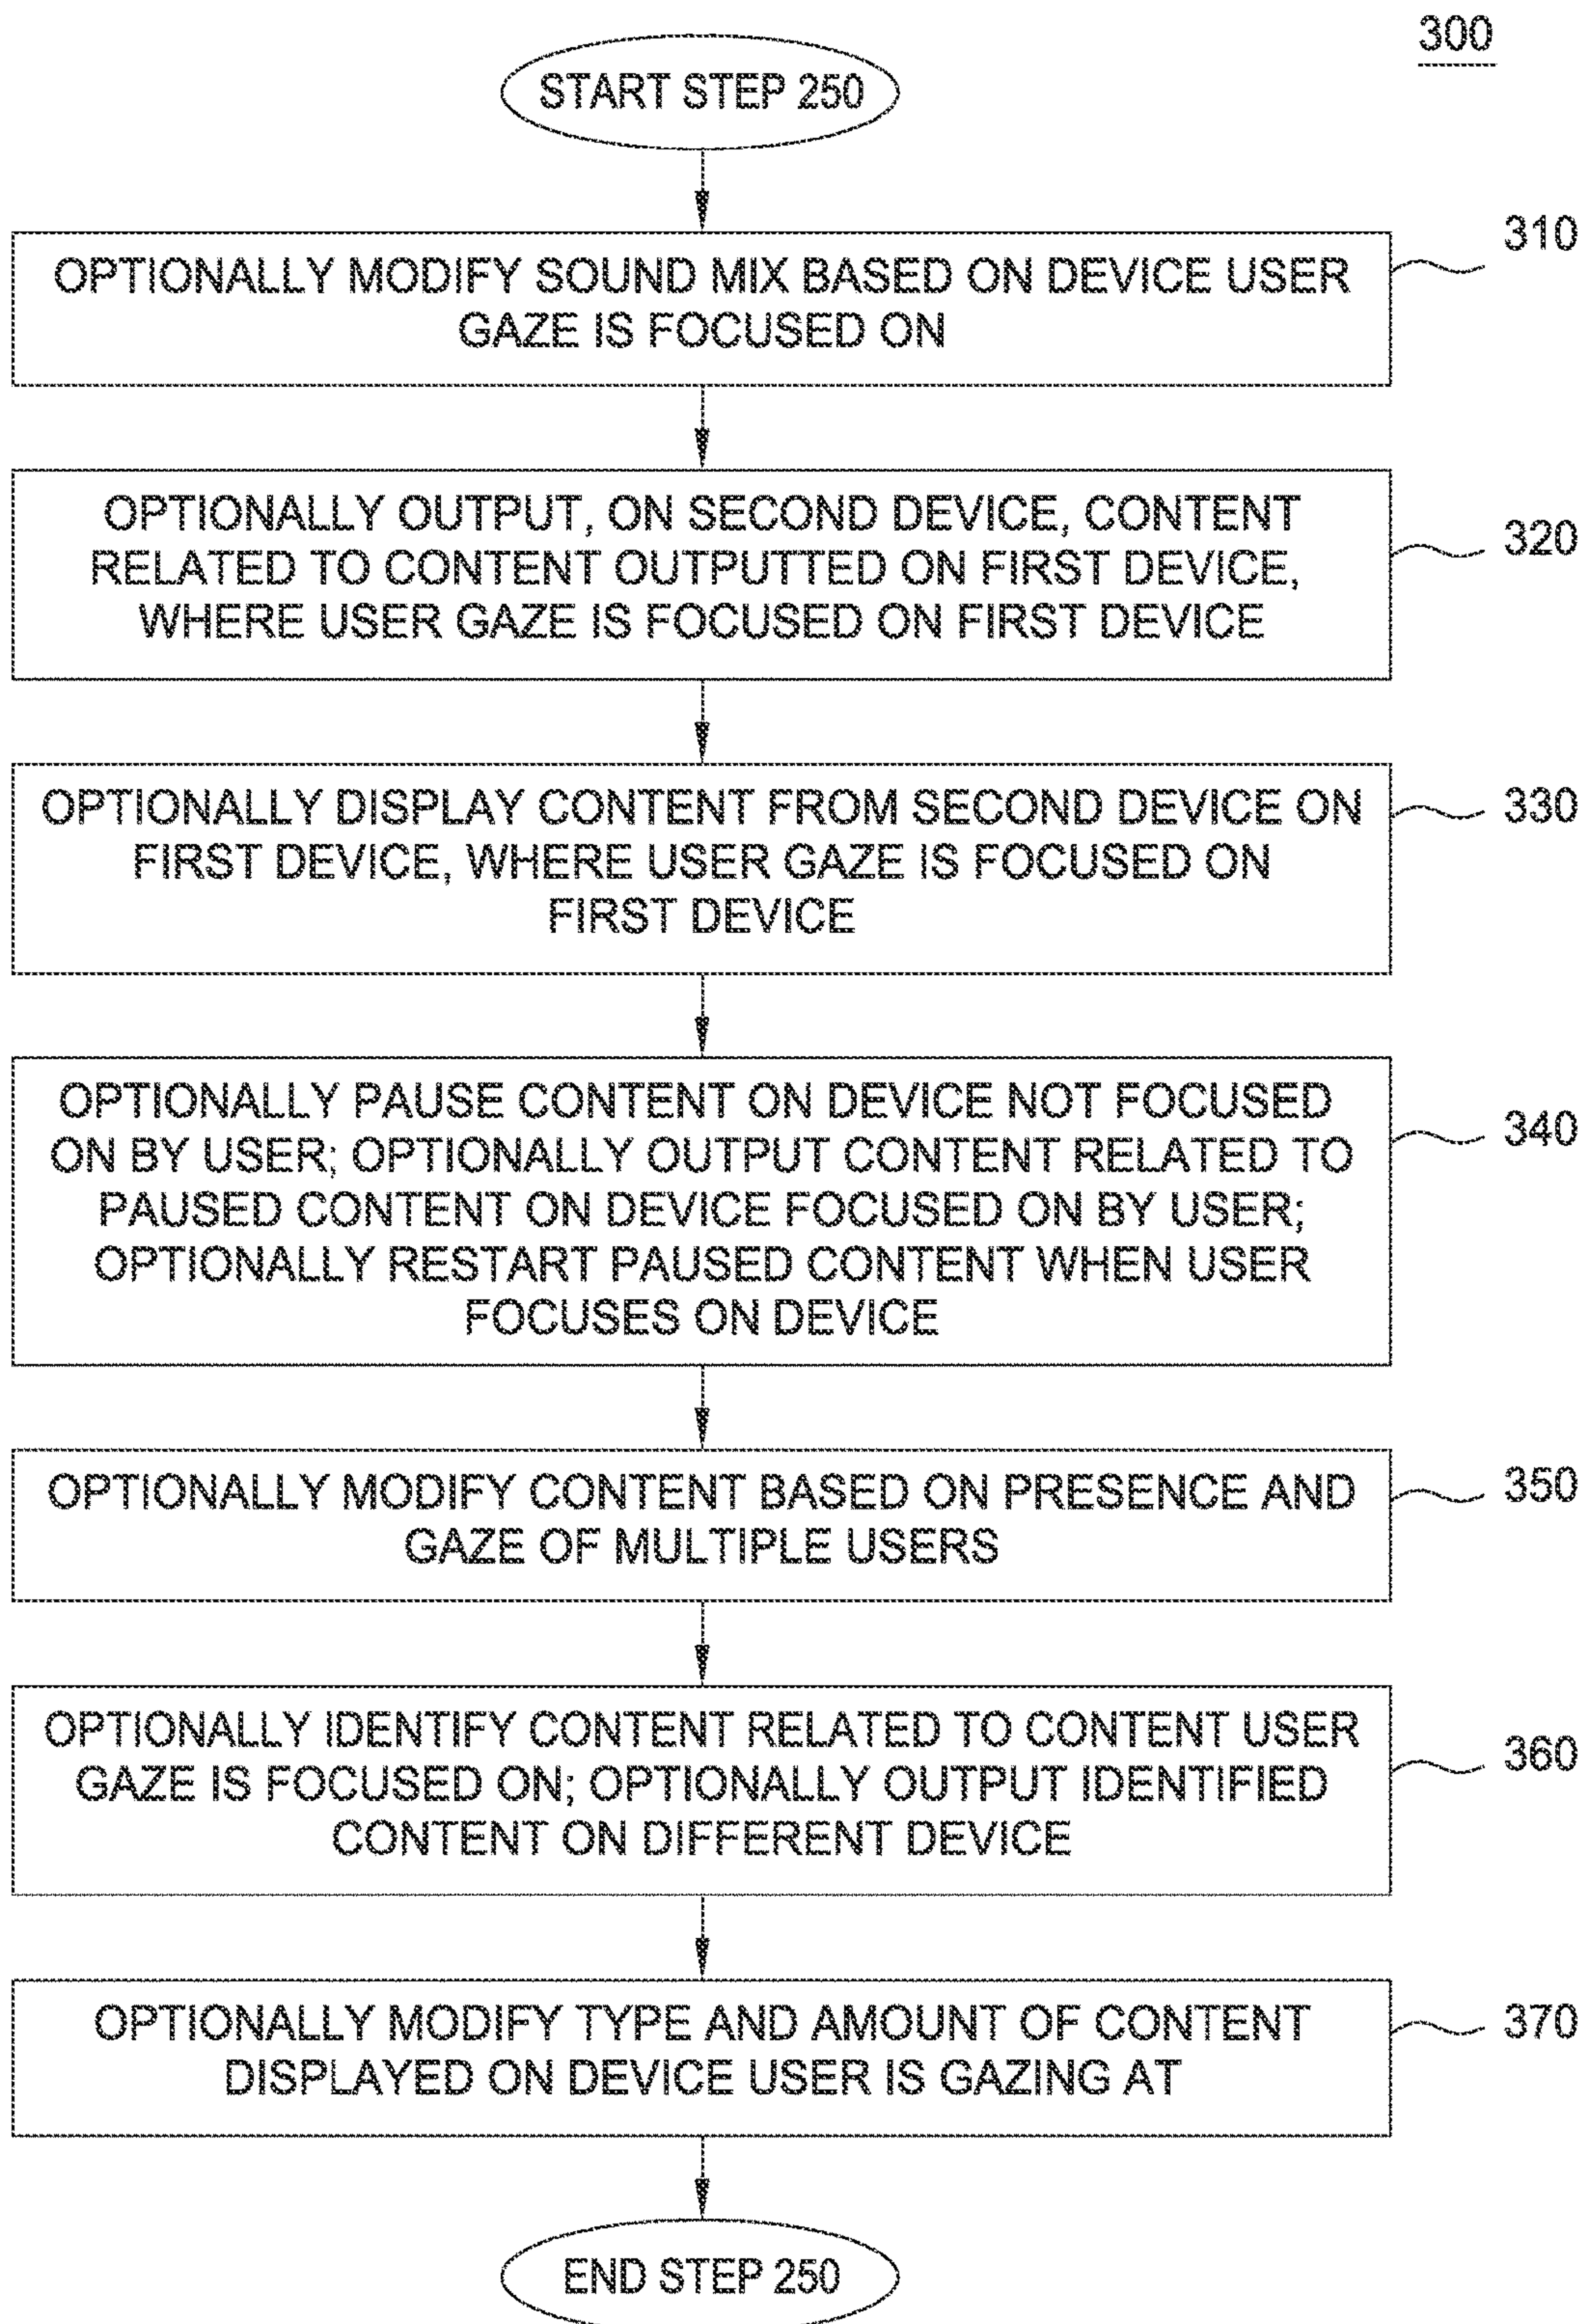 300
START STEP 250
310
OPTIONALLY MODIFY SOUND MIX BASED ON DEVICE USER
GAZE IS FOCUSED ON
320
OPTIONALLY OUTPUT, ON SECOND DEVICE, CONTENT
RELATED TO CONTENT OUTPUTTED ON FIRST DEVICE,
WHERE USER GAZE IS FOCUSED ON FIRST DEVICE
330
OPTIONALLY DISPLAY CONTENT FROM SECOND DEVICE ON
FIRST DEVICE, WHERE USER GAZE IS FOCUSED ON
FIRST DEVICE
340
OPTIONALLY PAUSE CONTENT ON DEVICE NOT FOCUSED
ON BY USER; OPTIONALLY OUTPUT CONTENT RELATED TO
PAUSED CONTENT ON DEVICE FOCUSED ON BY USER;
OPTIONALLY RESTART PAUSED CONTENT WHEN USER
FOCUSES ON DEVICE
350
OPTIONALLY MODIFY CONTENT BASED ON PRESENCE AND
GAZE OF MULTIPLE USERS
360
OPTIONALLY IDENTIFY CONTENT RELATED TO CONTENT USER
GAZE IS FOCUSED ON; OPTIONALLY OUTPUT IDENTIFIED
CONTENT ON DIFFERENT DEVICE
370
OPTIONALLY MODIFY TYPE AND AMOUNT OF CONTENT
DISPLAYED ON DEVICE USER IS GAZING AT
END STEP 250